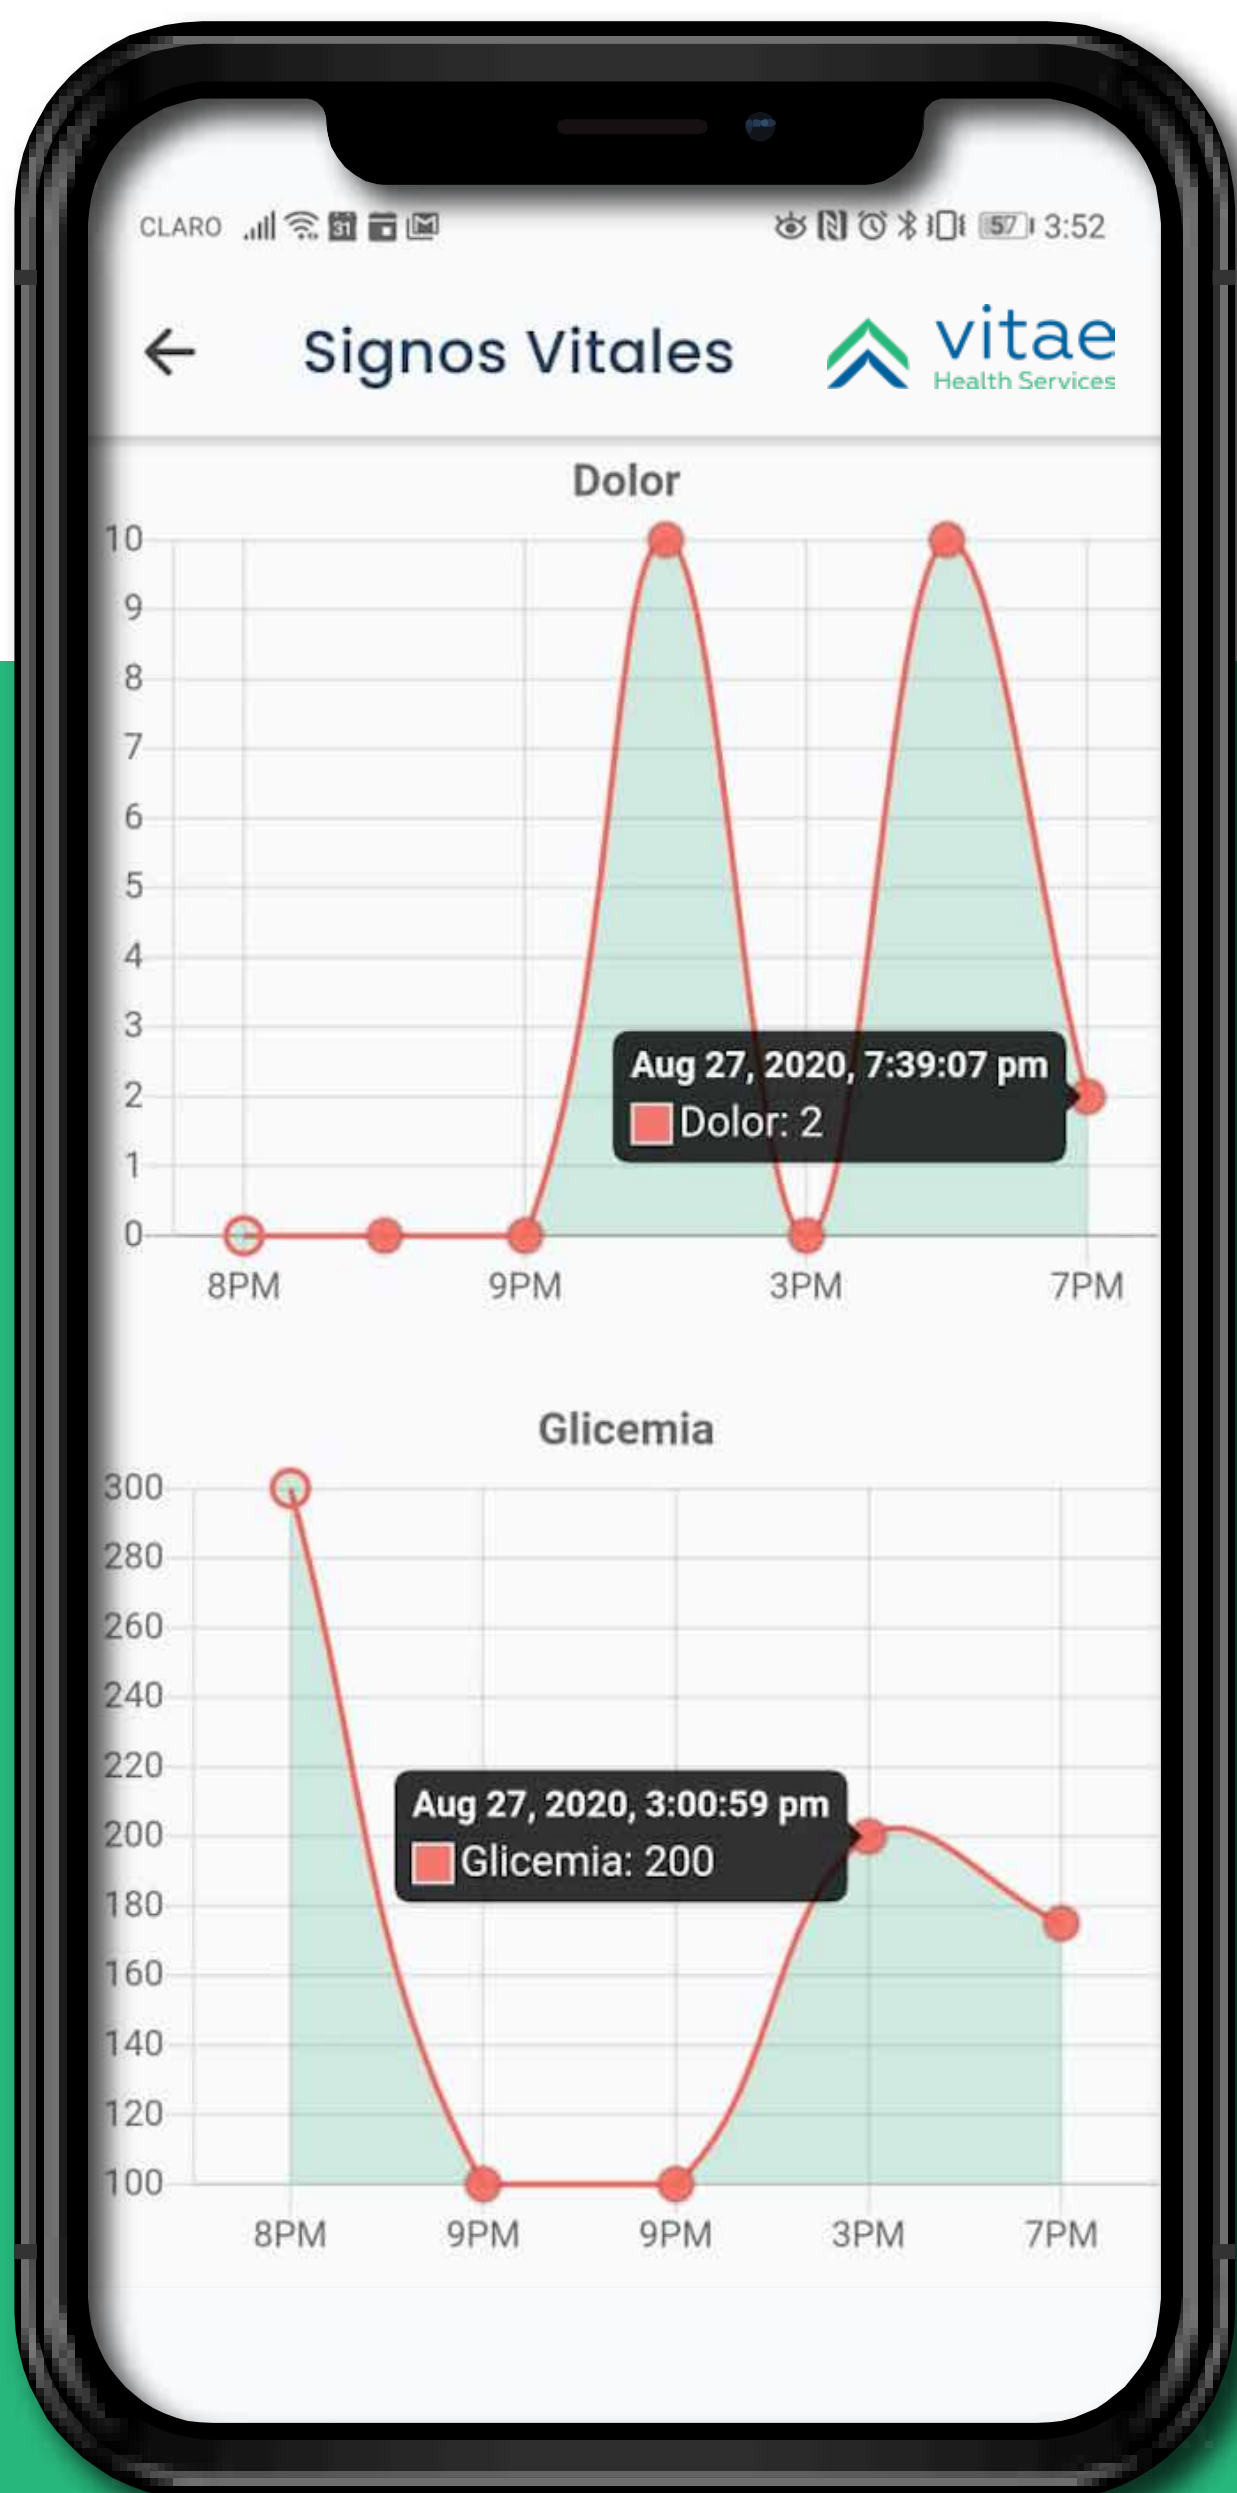 CLARO 31 57 3:52
Signos Vitales
vitae
Health Services
Dolor
10
9
8
7
6
5
4
3
2
1
0
Aug 27, 2020, 7:39:07 pm
Dolor: 2
8PM 9PM 3PM 7PM
Glicemia
300
280
260
240
220
200
180
160
140
120
100
Aug 27, 2020, 3:00:59 pm
Glicemia: 200
8PM 9PM 9PM 3PM 7PM